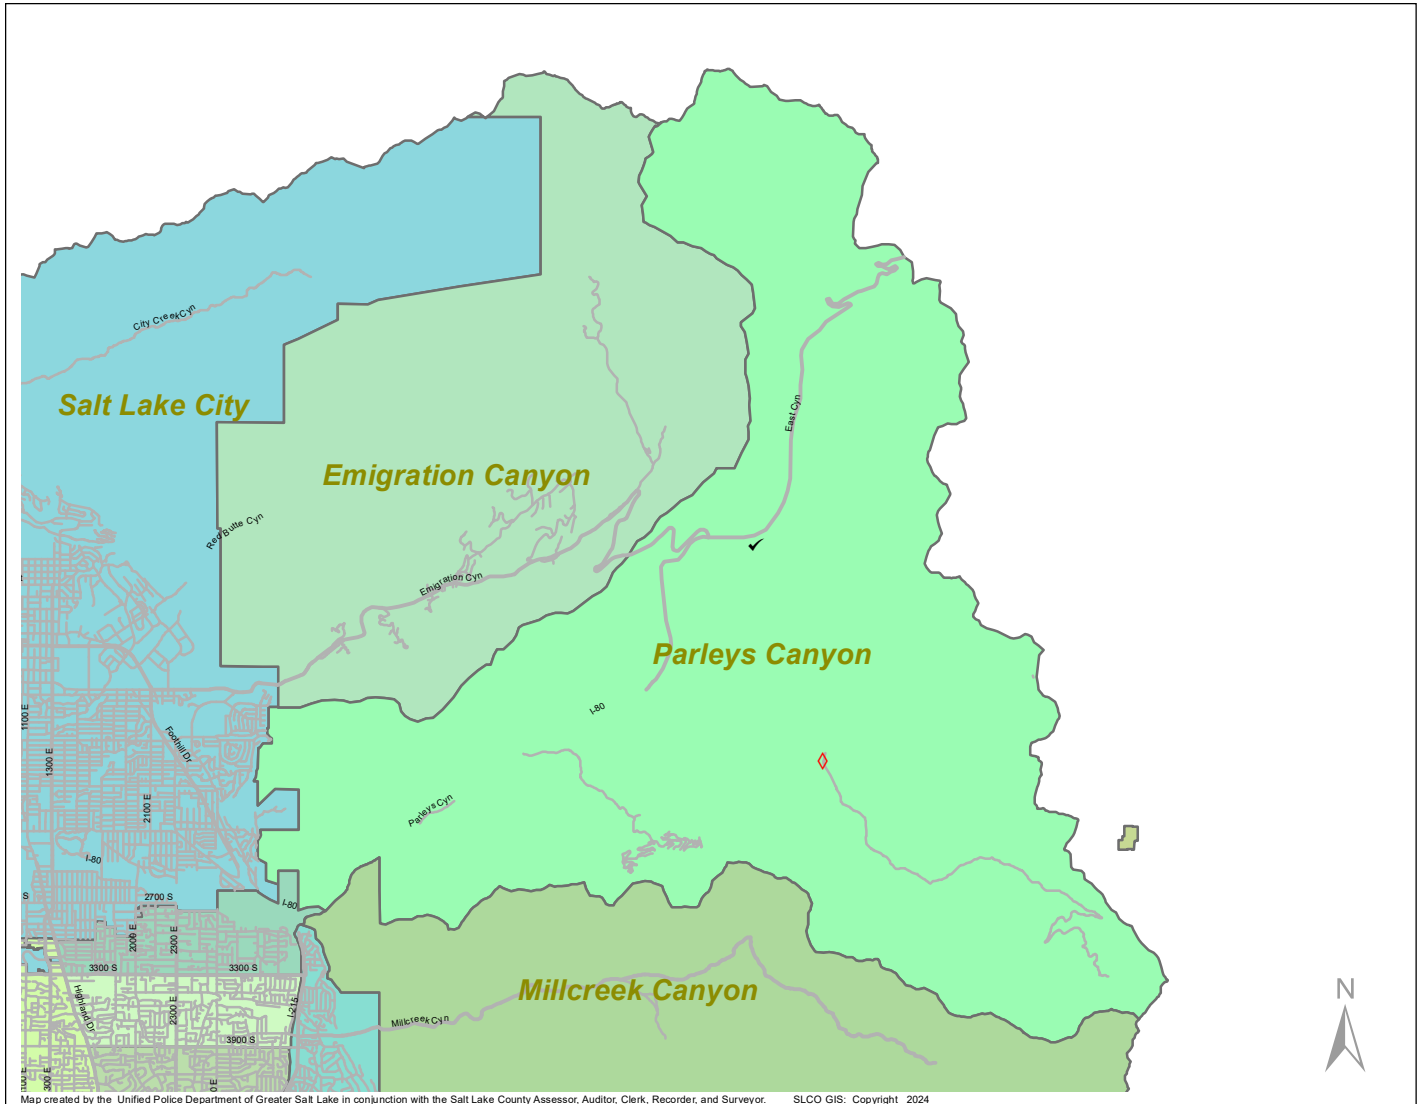 City Creek Cyn
Salt Lake City
East Cyn
Emigration Canyon
Red Butte Cyn
Emigration Cyn
Parleys Canyon
1100 E
I-80
Foothill Dr
1300 E
2100 E
Parleys Cyn
I-80
S
2700 S
I-80
2000 E
2300 E
3300 S
3300 S
Millcreek Canyon
N
Highland Dr
2300 E
I-215
Millcreek Cyn
3900 S
Map created by the Unified Police Department of Greater Salt Lake in conjunction with the Salt Lake County Assessor, Auditor, Clerk, Recorder, and Surveyor. SLCO GIS: Copyright 2024